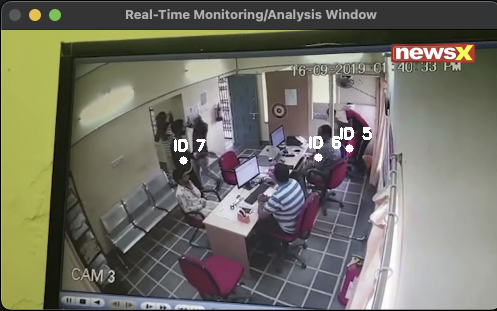 Real-Time Monitoring/Analysis Window
newsX
16-09-2019 01:40:33 PM
ID 7
ID 6
ID 5
CAM 3